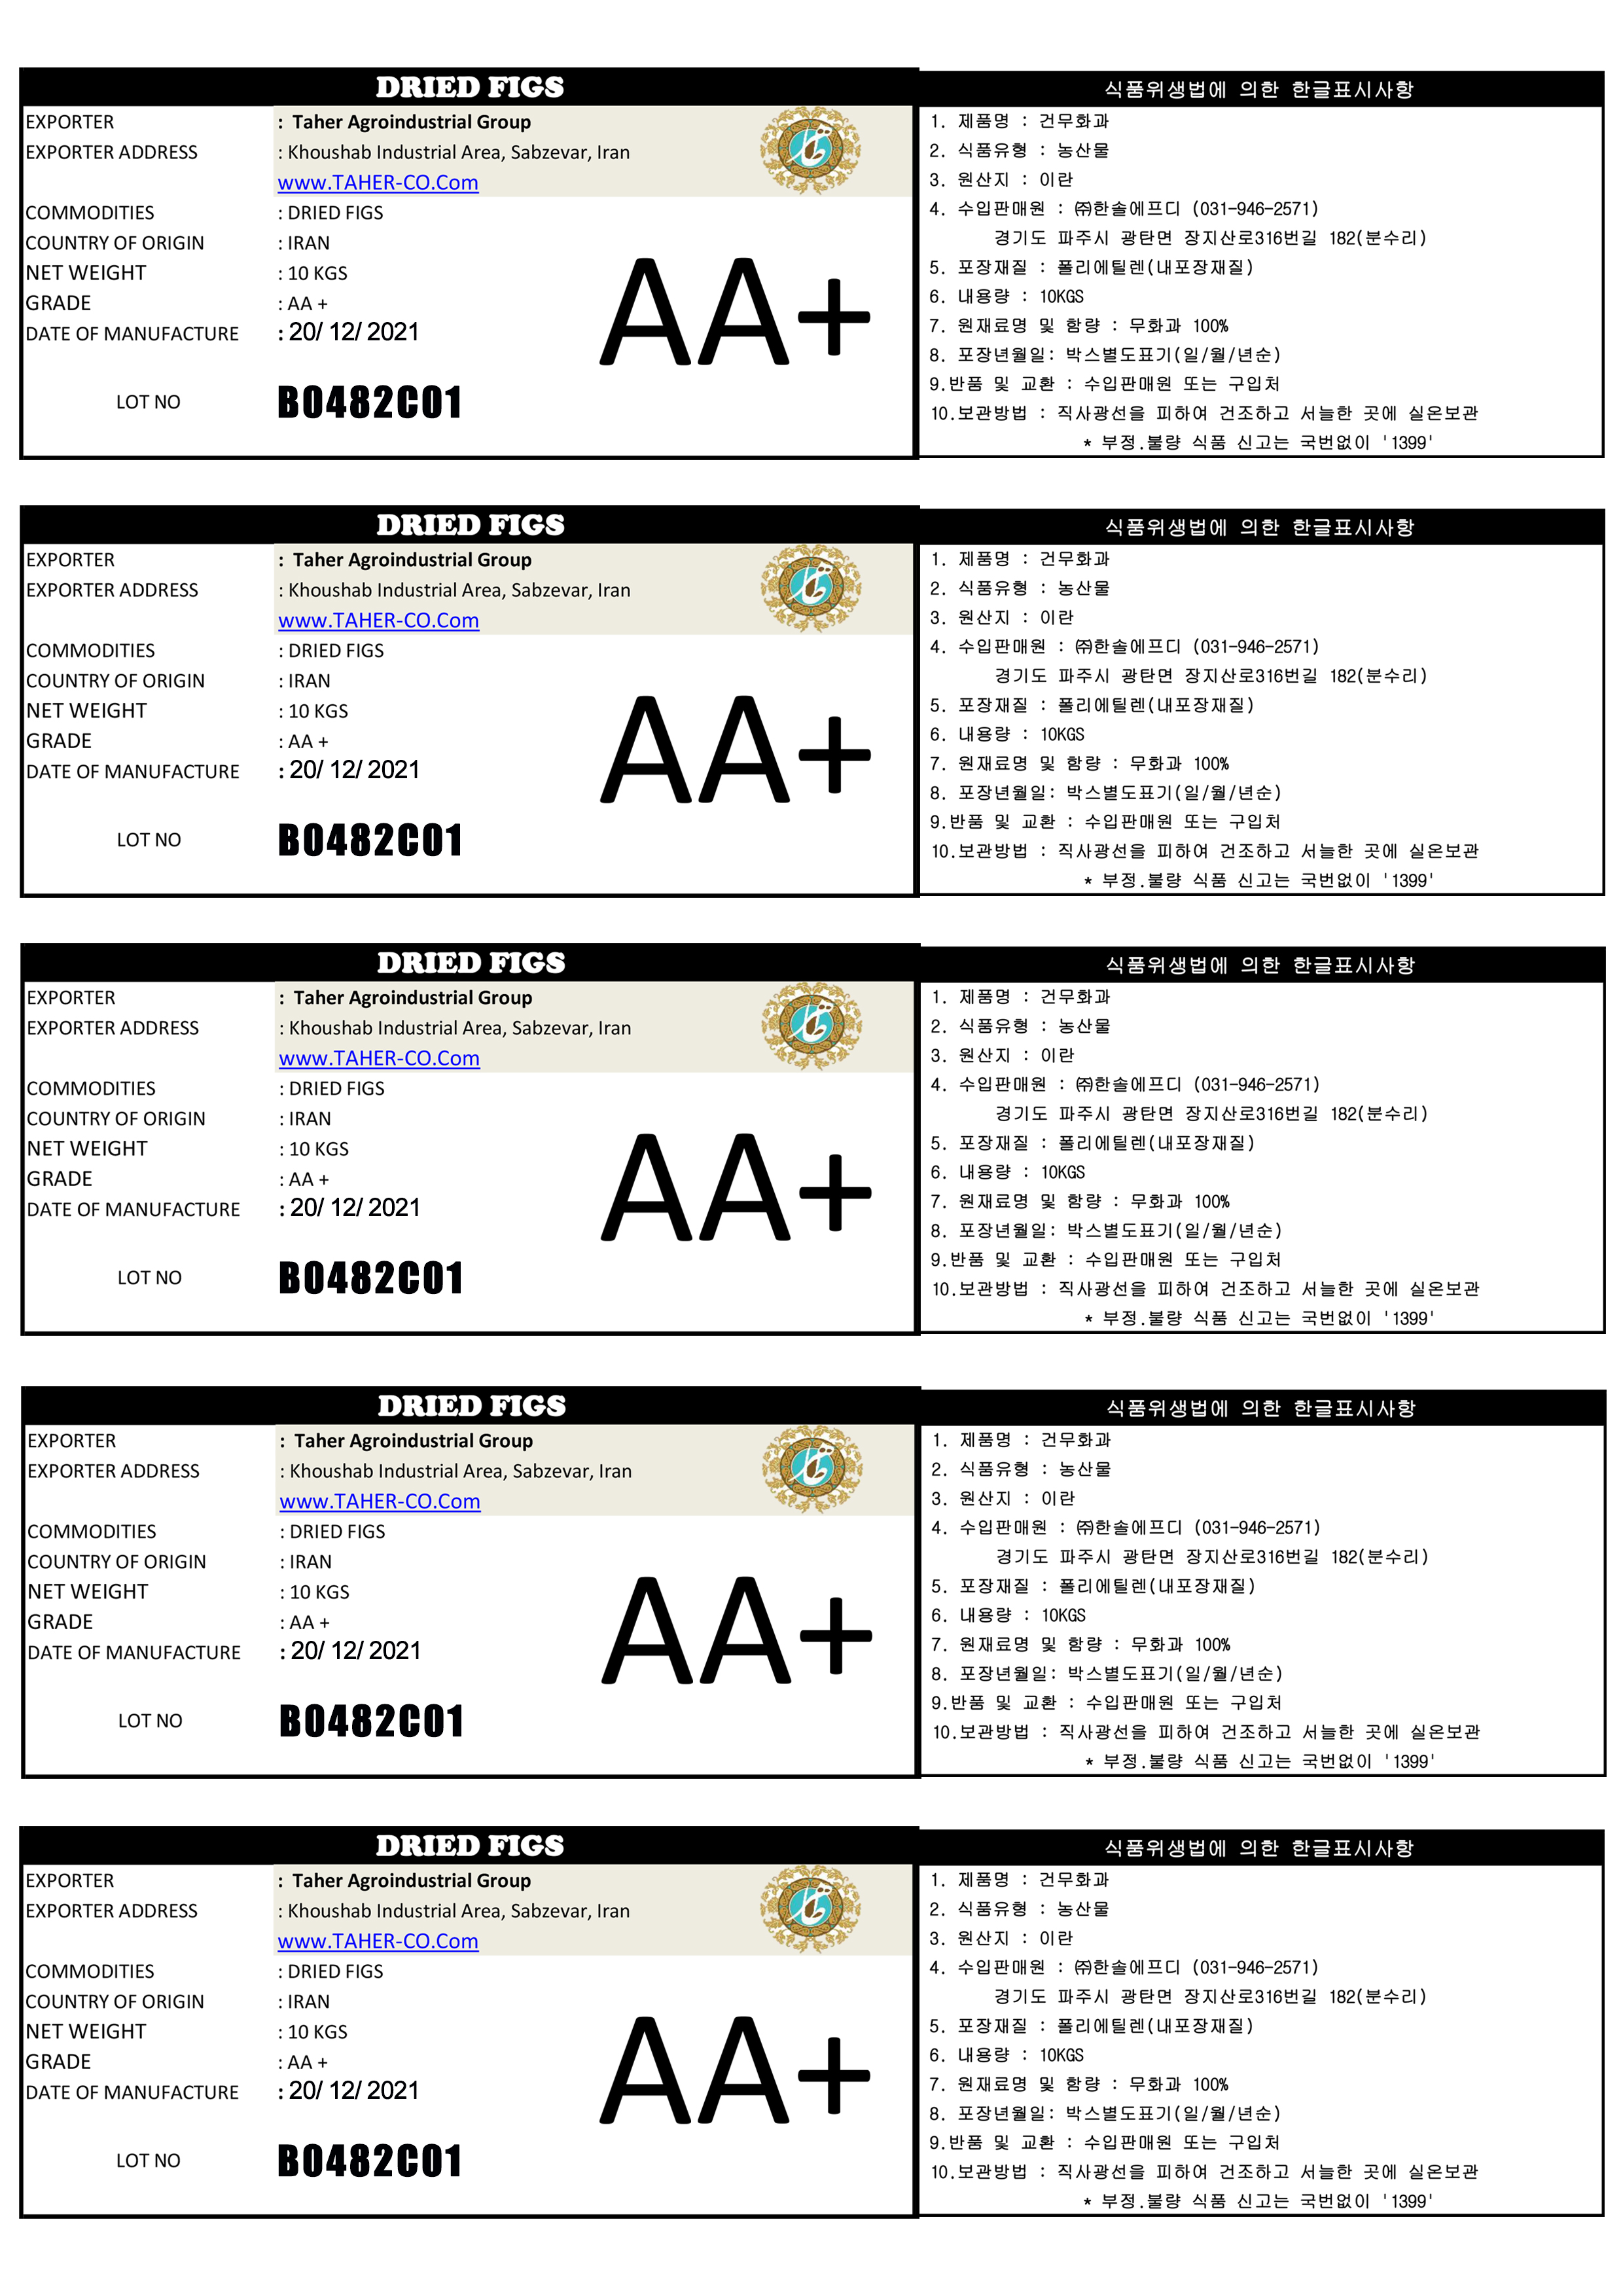 DRIED FIGS
EXPORTER : Taher Agroindustrial Group
EXPORTER ADDRESS : Khoushab Industrial Area, Sabzevar, Iran
www.TAHER-CO.Com
COMMODITIES : DRIED FIGS
COUNTRY OF ORIGIN : IRAN
NET WEIGHT : 10 KGS
GRADE : AA +
DATE OF MANUFACTURE : 20/ 12/ 2021
AA+
LOT NO B0482C01
식품위생법에 의한 한글표시사항
1. 제품명 : 건무화과
2. 식품유형 : 농산물
3. 원산지 : 이란
4. 수입판매원 : ㈜한솔에프디 (031-946-2571)
경기도 파주시 광탄면 장지산로316번길 182(분수리)
5. 포장재질 : 폴리에틸렌(내포장재질)
6. 내용량 : 10KGS
7. 원재료명 및 함량 : 무화과 100%
8. 포장년월일: 박스별도표기(일/월/년순)
9.반품 및 교환 : 수입판매원 또는 구입처
10.보관방법 : 직사광선을 피하여 건조하고 서늘한 곳에 실온보관
* 부정.불량 식품 신고는 국번없이 '1399'
DRIED FIGS
EXPORTER : Taher Agroindustrial Group
EXPORTER ADDRESS : Khoushab Industrial Area, Sabzevar, Iran
www.TAHER-CO.Com
COMMODITIES : DRIED FIGS
COUNTRY OF ORIGIN : IRAN
NET WEIGHT : 10 KGS
GRADE : AA +
DATE OF MANUFACTURE : 20/ 12/ 2021
AA+
LOT NO B0482C01
식품위생법에 의한 한글표시사항
1. 제품명 : 건무화과
2. 식품유형 : 농산물
3. 원산지 : 이란
4. 수입판매원 : ㈜한솔에프디 (031-946-2571)
경기도 파주시 광탄면 장지산로316번길 182(분수리)
5. 포장재질 : 폴리에틸렌(내포장재질)
6. 내용량 : 10KGS
7. 원재료명 및 함량 : 무화과 100%
8. 포장년월일: 박스별도표기(일/월/년순)
9.반품 및 교환 : 수입판매원 또는 구입처
10.보관방법 : 직사광선을 피하여 건조하고 서늘한 곳에 실온보관
* 부정.불량 식품 신고는 국번없이 '1399'
DRIED FIGS
EXPORTER : Taher Agroindustrial Group
EXPORTER ADDRESS : Khoushab Industrial Area, Sabzevar, Iran
www.TAHER-CO.Com
COMMODITIES : DRIED FIGS
COUNTRY OF ORIGIN : IRAN
NET WEIGHT : 10 KGS
GRADE : AA +
DATE OF MANUFACTURE : 20/ 12/ 2021
AA+
LOT NO B0482C01
식품위생법에 의한 한글표시사항
1. 제품명 : 건무화과
2. 식품유형 : 농산물
3. 원산지 : 이란
4. 수입판매원 : ㈜한솔에프디 (031-946-2571)
경기도 파주시 광탄면 장지산로316번길 182(분수리)
5. 포장재질 : 폴리에틸렌(내포장재질)
6. 내용량 : 10KGS
7. 원재료명 및 함량 : 무화과 100%
8. 포장년월일: 박스별도표기(일/월/년순)
9.반품 및 교환 : 수입판매원 또는 구입처
10.보관방법 : 직사광선을 피하여 건조하고 서늘한 곳에 실온보관
* 부정.불량 식품 신고는 국번없이 '1399'
DRIED FIGS
EXPORTER : Taher Agroindustrial Group
EXPORTER ADDRESS : Khoushab Industrial Area, Sabzevar, Iran
www.TAHER-CO.Com
COMMODITIES : DRIED FIGS
COUNTRY OF ORIGIN : IRAN
NET WEIGHT : 10 KGS
GRADE : AA +
DATE OF MANUFACTURE : 20/ 12/ 2021
AA+
LOT NO B0482C01
식품위생법에 의한 한글표시사항
1. 제품명 : 건무화과
2. 식품유형 : 농산물
3. 원산지 : 이란
4. 수입판매원 : ㈜한솔에프디 (031-946-2571)
경기도 파주시 광탄면 장지산로316번길 182(분수리)
5. 포장재질 : 폴리에틸렌(내포장재질)
6. 내용량 : 10KGS
7. 원재료명 및 함량 : 무화과 100%
8. 포장년월일: 박스별도표기(일/월/년순)
9.반품 및 교환 : 수입판매원 또는 구입처
10.보관방법 : 직사광선을 피하여 건조하고 서늘한 곳에 실온보관
* 부정.불량 식품 신고는 국번없이 '1399'
DRIED FIGS
EXPORTER : Taher Agroindustrial Group
EXPORTER ADDRESS : Khoushab Industrial Area, Sabzevar, Iran
www.TAHER-CO.Com
COMMODITIES : DRIED FIGS
COUNTRY OF ORIGIN : IRAN
NET WEIGHT : 10 KGS
GRADE : AA +
DATE OF MANUFACTURE : 20/ 12/ 2021
AA+
LOT NO B0482C01
식품위생법에 의한 한글표시사항
1. 제품명 : 건무화과
2. 식품유형 : 농산물
3. 원산지 : 이란
4. 수입판매원 : ㈜한솔에프디 (031-946-2571)
경기도 파주시 광탄면 장지산로316번길 182(분수리)
5. 포장재질 : 폴리에틸렌(내포장재질)
6. 내용량 : 10KGS
7. 원재료명 및 함량 : 무화과 100%
8. 포장년월일: 박스별도표기(일/월/년순)
9.반품 및 교환 : 수입판매원 또는 구입처
10.보관방법 : 직사광선을 피하여 건조하고 서늘한 곳에 실온보관
* 부정.불량 식품 신고는 국번없이 '1399'